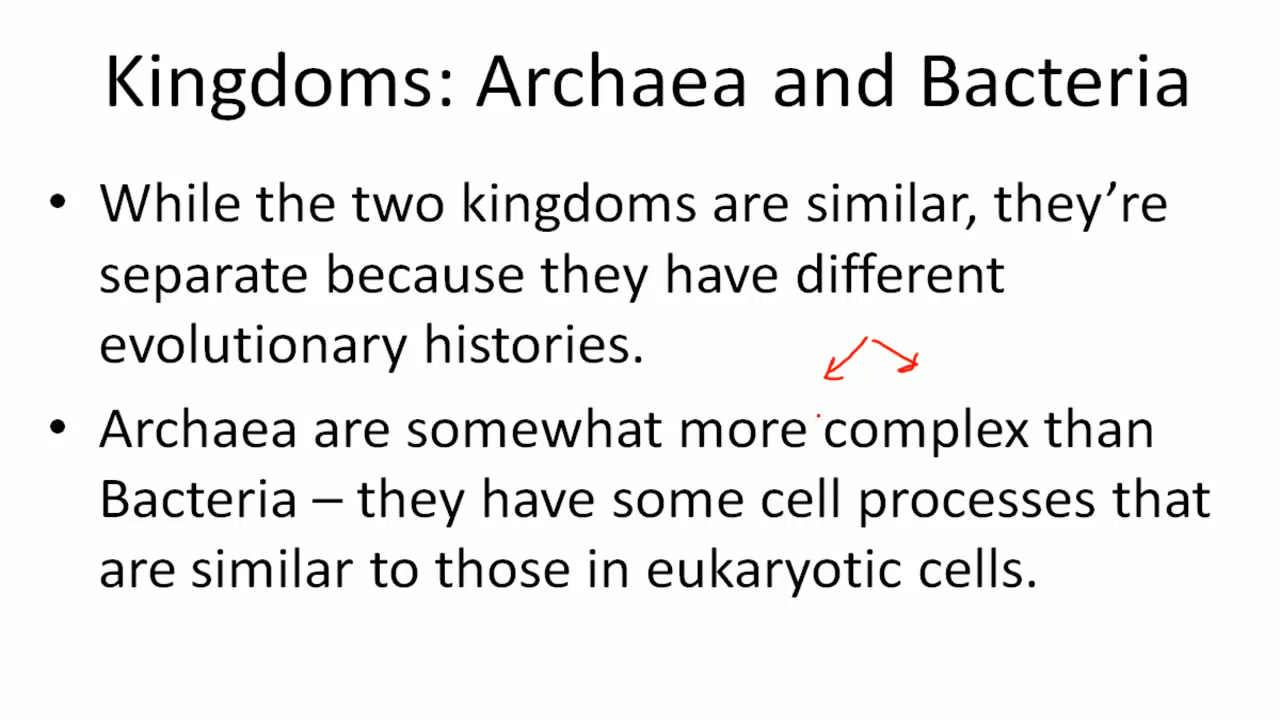 Kingdoms: Archaea and Bacteria
• While the two kingdoms are similar, they’re
separate because they have different
evolutionary histories.
• Archaea are somewhat more complex than
Bacteria – they have some cell processes that
are similar to those in eukaryotic cells.